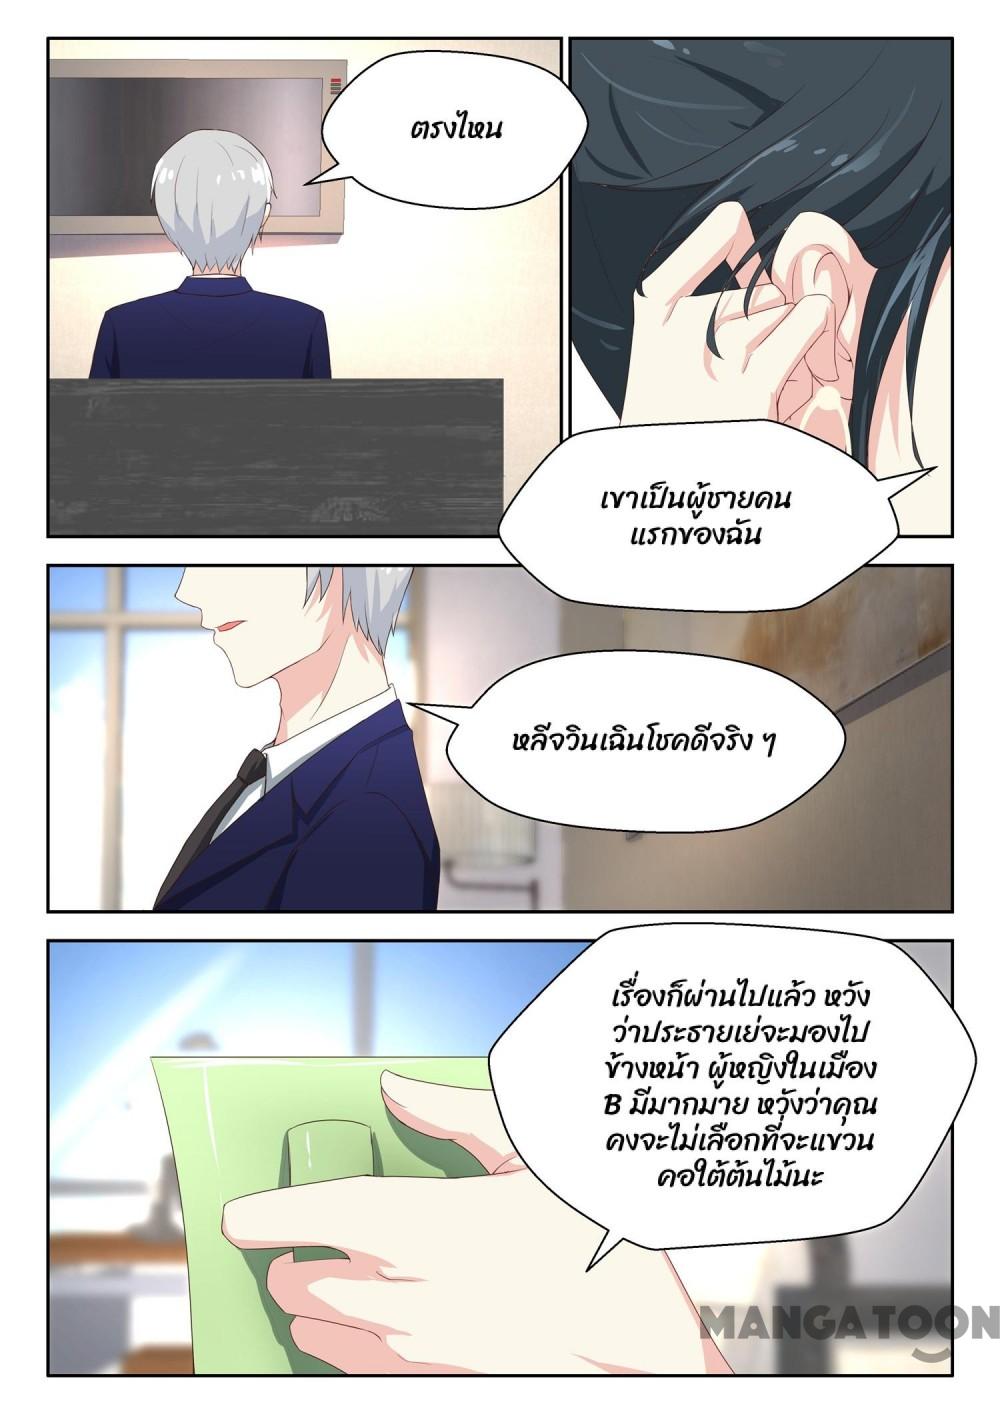 ตรงไหน
เขาเป็นผู้ชายคน
แรกของฉัน
หลีจวินเฉินโชคดีจริง ๆ
เรื่องก็ผ่านไปแล้ว หวัง
ว่าประธายเย่จะมองไป
ข้างหน้า ผู้หญิงในเมือง
B มีมากมาย หวังว่าคุณ
คงจะไม่เลือกที่จะแขวน
คอใต้ต้นไม้นะ
MANGATOON